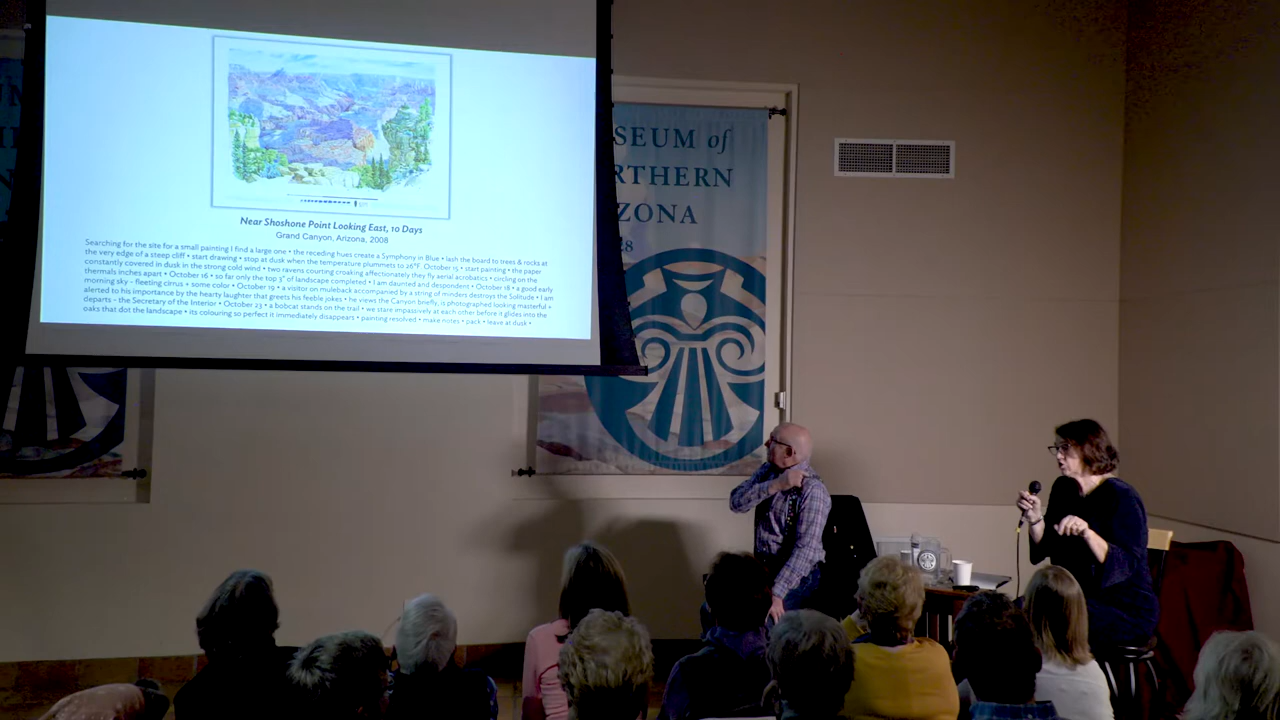 Near Shoshone Point Looking East, 10 Days
Grand Canyon, Arizona, 2008
Searching for the site for a small painting I find a large one • the receding hues create a Symphony in Blue • lash the board to trees & rocks at
the very edge of a steep cliff • start drawing • stop at dusk when the temperature plummets to 26°F. October 15 • start painting • the paper
constantly covered in dusk in the strong cold wind • two ravens courting croaking affectionately they fly aerial acrobatics • circling on the
thermals inches apart • October 16 • so far only the top 3" of landscape completed • I am daunted and despondent • October 18 • a good early
morning sky - fleeting cirrus • some color • October 19 • a visitor on muleback accompanied by a string of minders destroys the Solitude • I am
alerted to his importance by the hearty laughter that greets his feeble jokes • he views the Canyon briefly, is photographed looking masterful •
departs - the Secretary of the Interior • October 23 • a bobcat stands on the trail • we stare impassively at each other before it glides into the
oaks that dot the landscape • its colouring so perfect it immediately disappears • painting resolved • make notes • pack • leave at dusk •
SEUM of
RTHERN
ZONA
28